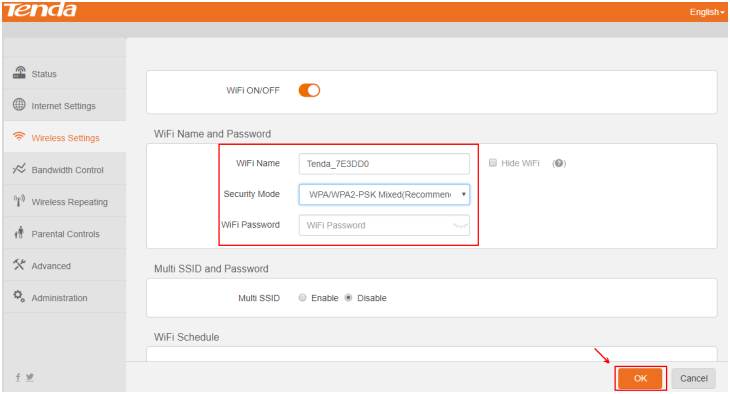 Tenda
English
Status
Internet Settings
Wireless Settings
Bandwidth Control
Wireless Repeating
Parental Controls
Advanced
Administration
WiFi ON/OFF
WiFi Name and Password
WiFi Name Tenda_7E3DD0 Hide WiFi (?)
Security Mode WPA/WPA2-PSK Mixed(Recommen
WiFi Password WiFi Password
Multi SSID and Password
Multi SSID Enable Disable
WiFi Schedule
OK Cancel